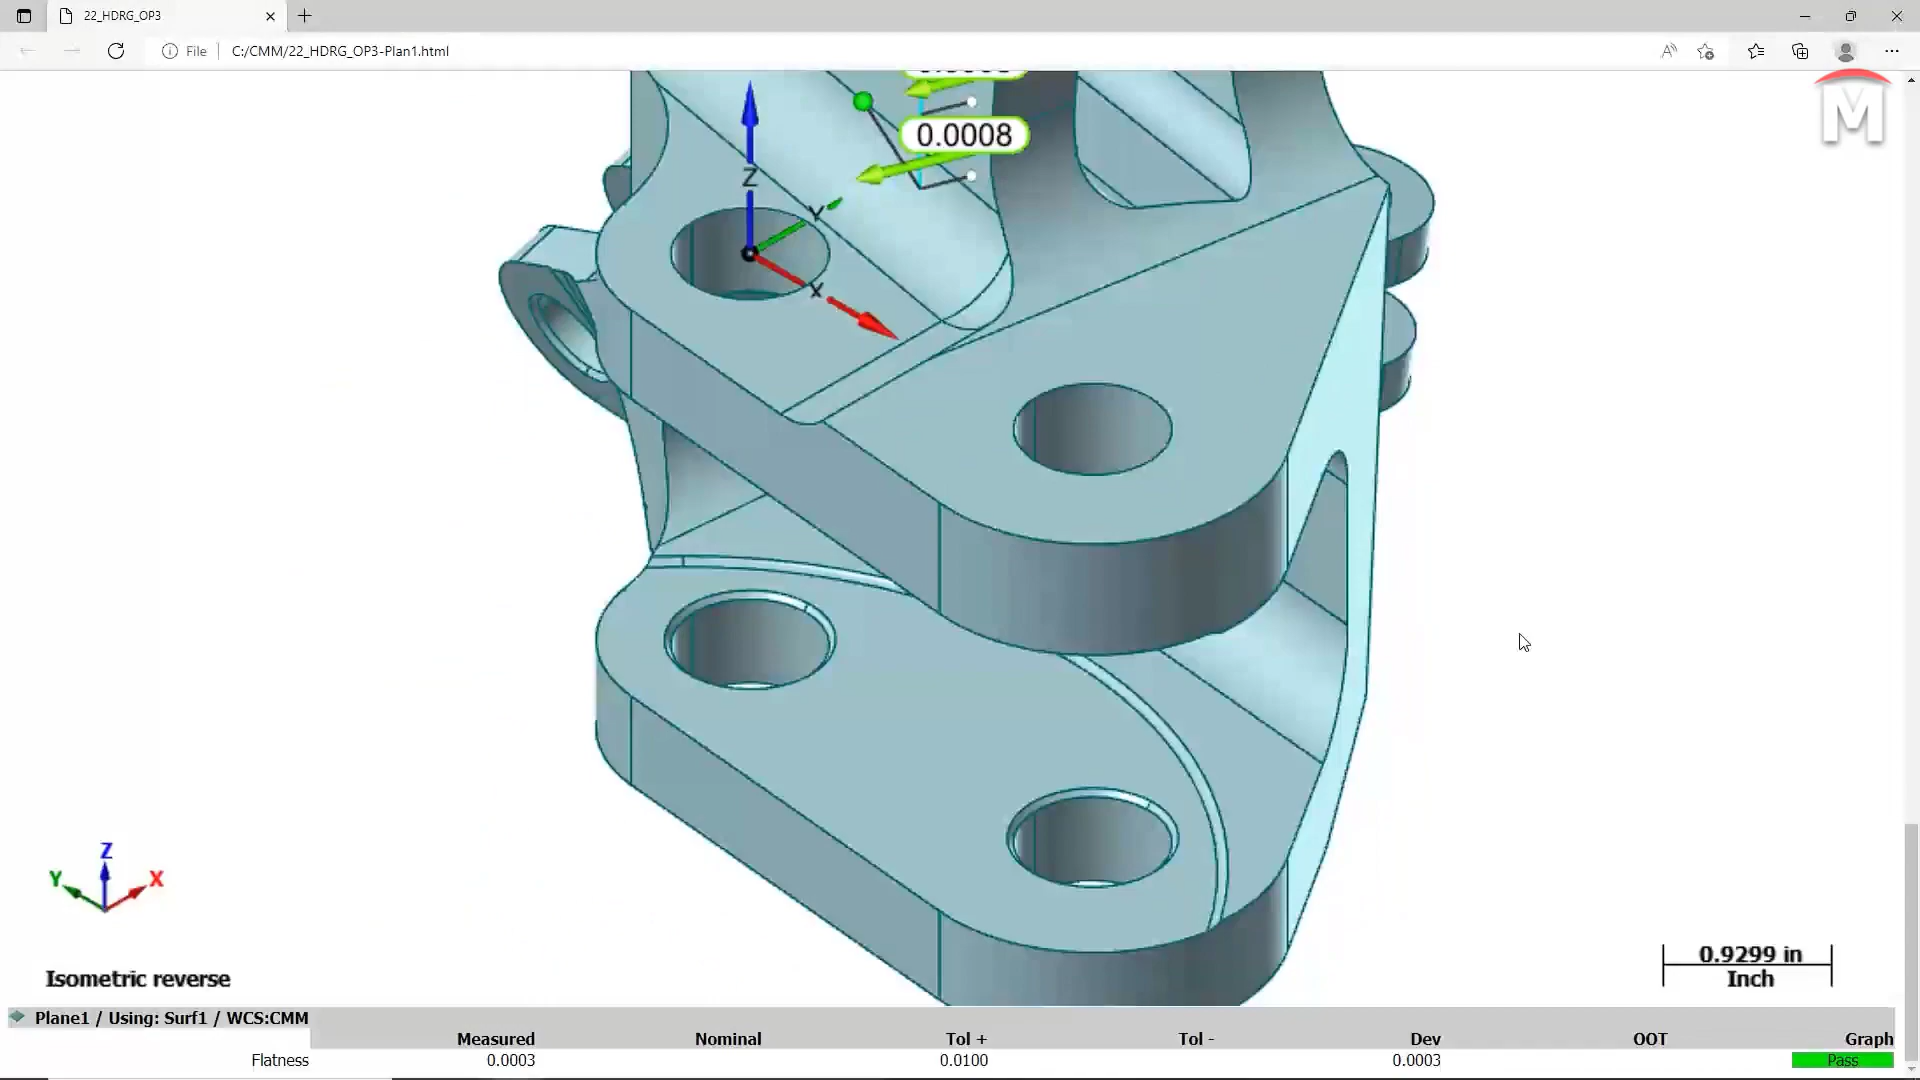 22_HDRG_OP3
File
C:/CMM/22_HDRG_OP3-Plan1.html
M
0.0008
Z
Y
X
Z
Y
X
Isometric reverse
0.9299 in
Inch
Plane1 / Using: Surf1 / WCS:CMM
Measured Nominal Tol + Tol - Dev OOT Graph
Flatness 0.0003 0.0100 0.0003 Pass